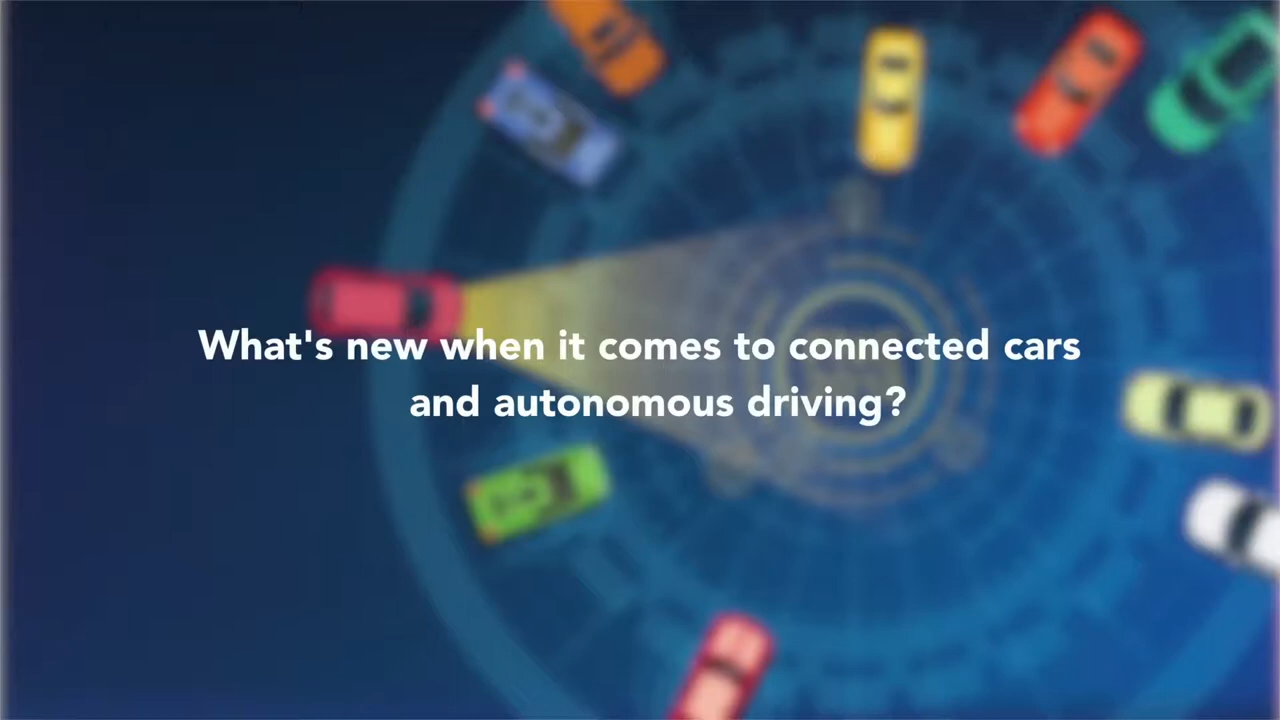 What's new when it comes to connected cars
and autonomous driving?